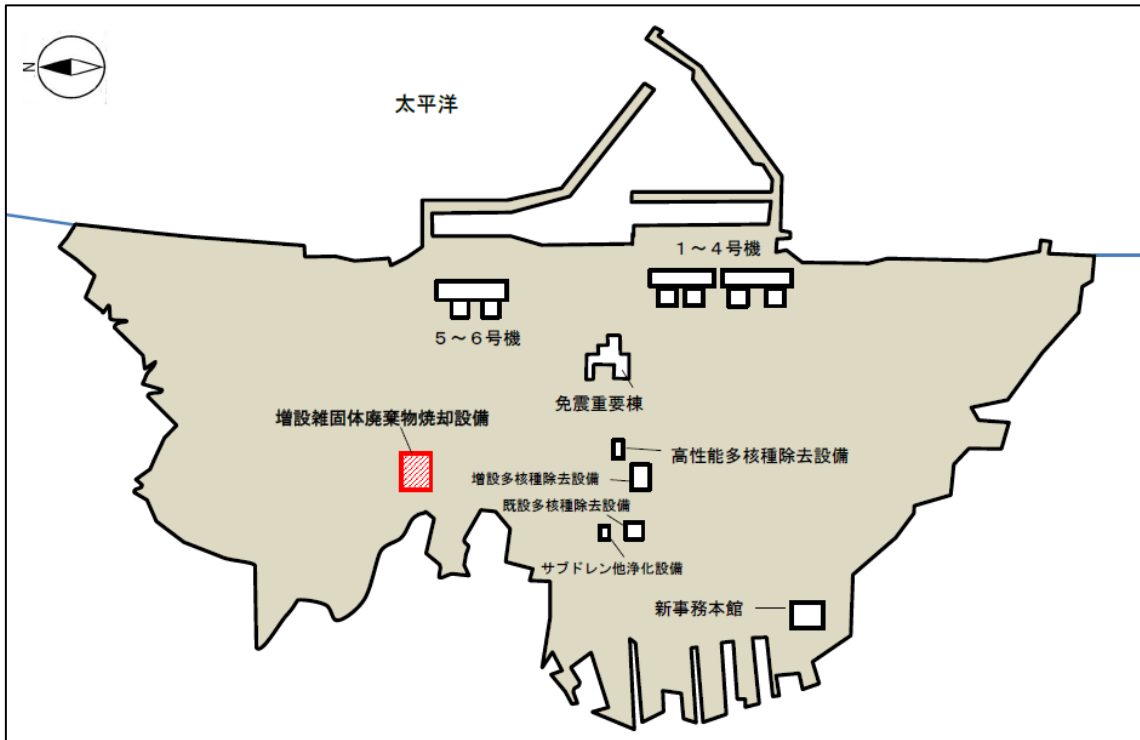 N
太平洋
1～4号機
5～6号機
免震重要棟
増設雑固体廃棄物焼却設備
高性能多核種除去設備
増設多核種除去設備
既設多核種除去設備
サブドレン他浄化設備
新事務本館